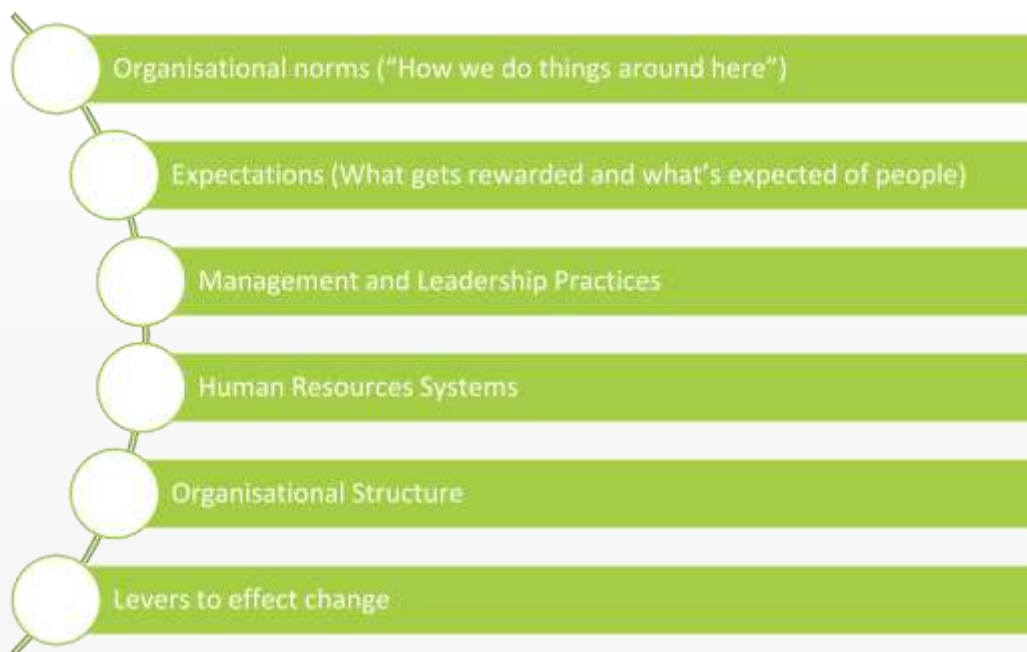 Organisational norms (“How we do things around here”)
Expectations (What gets rewarded and what’s expected of people)
Management and Leadership Practices
Human Resources Systems
Organisational Structure
Levers to effect change